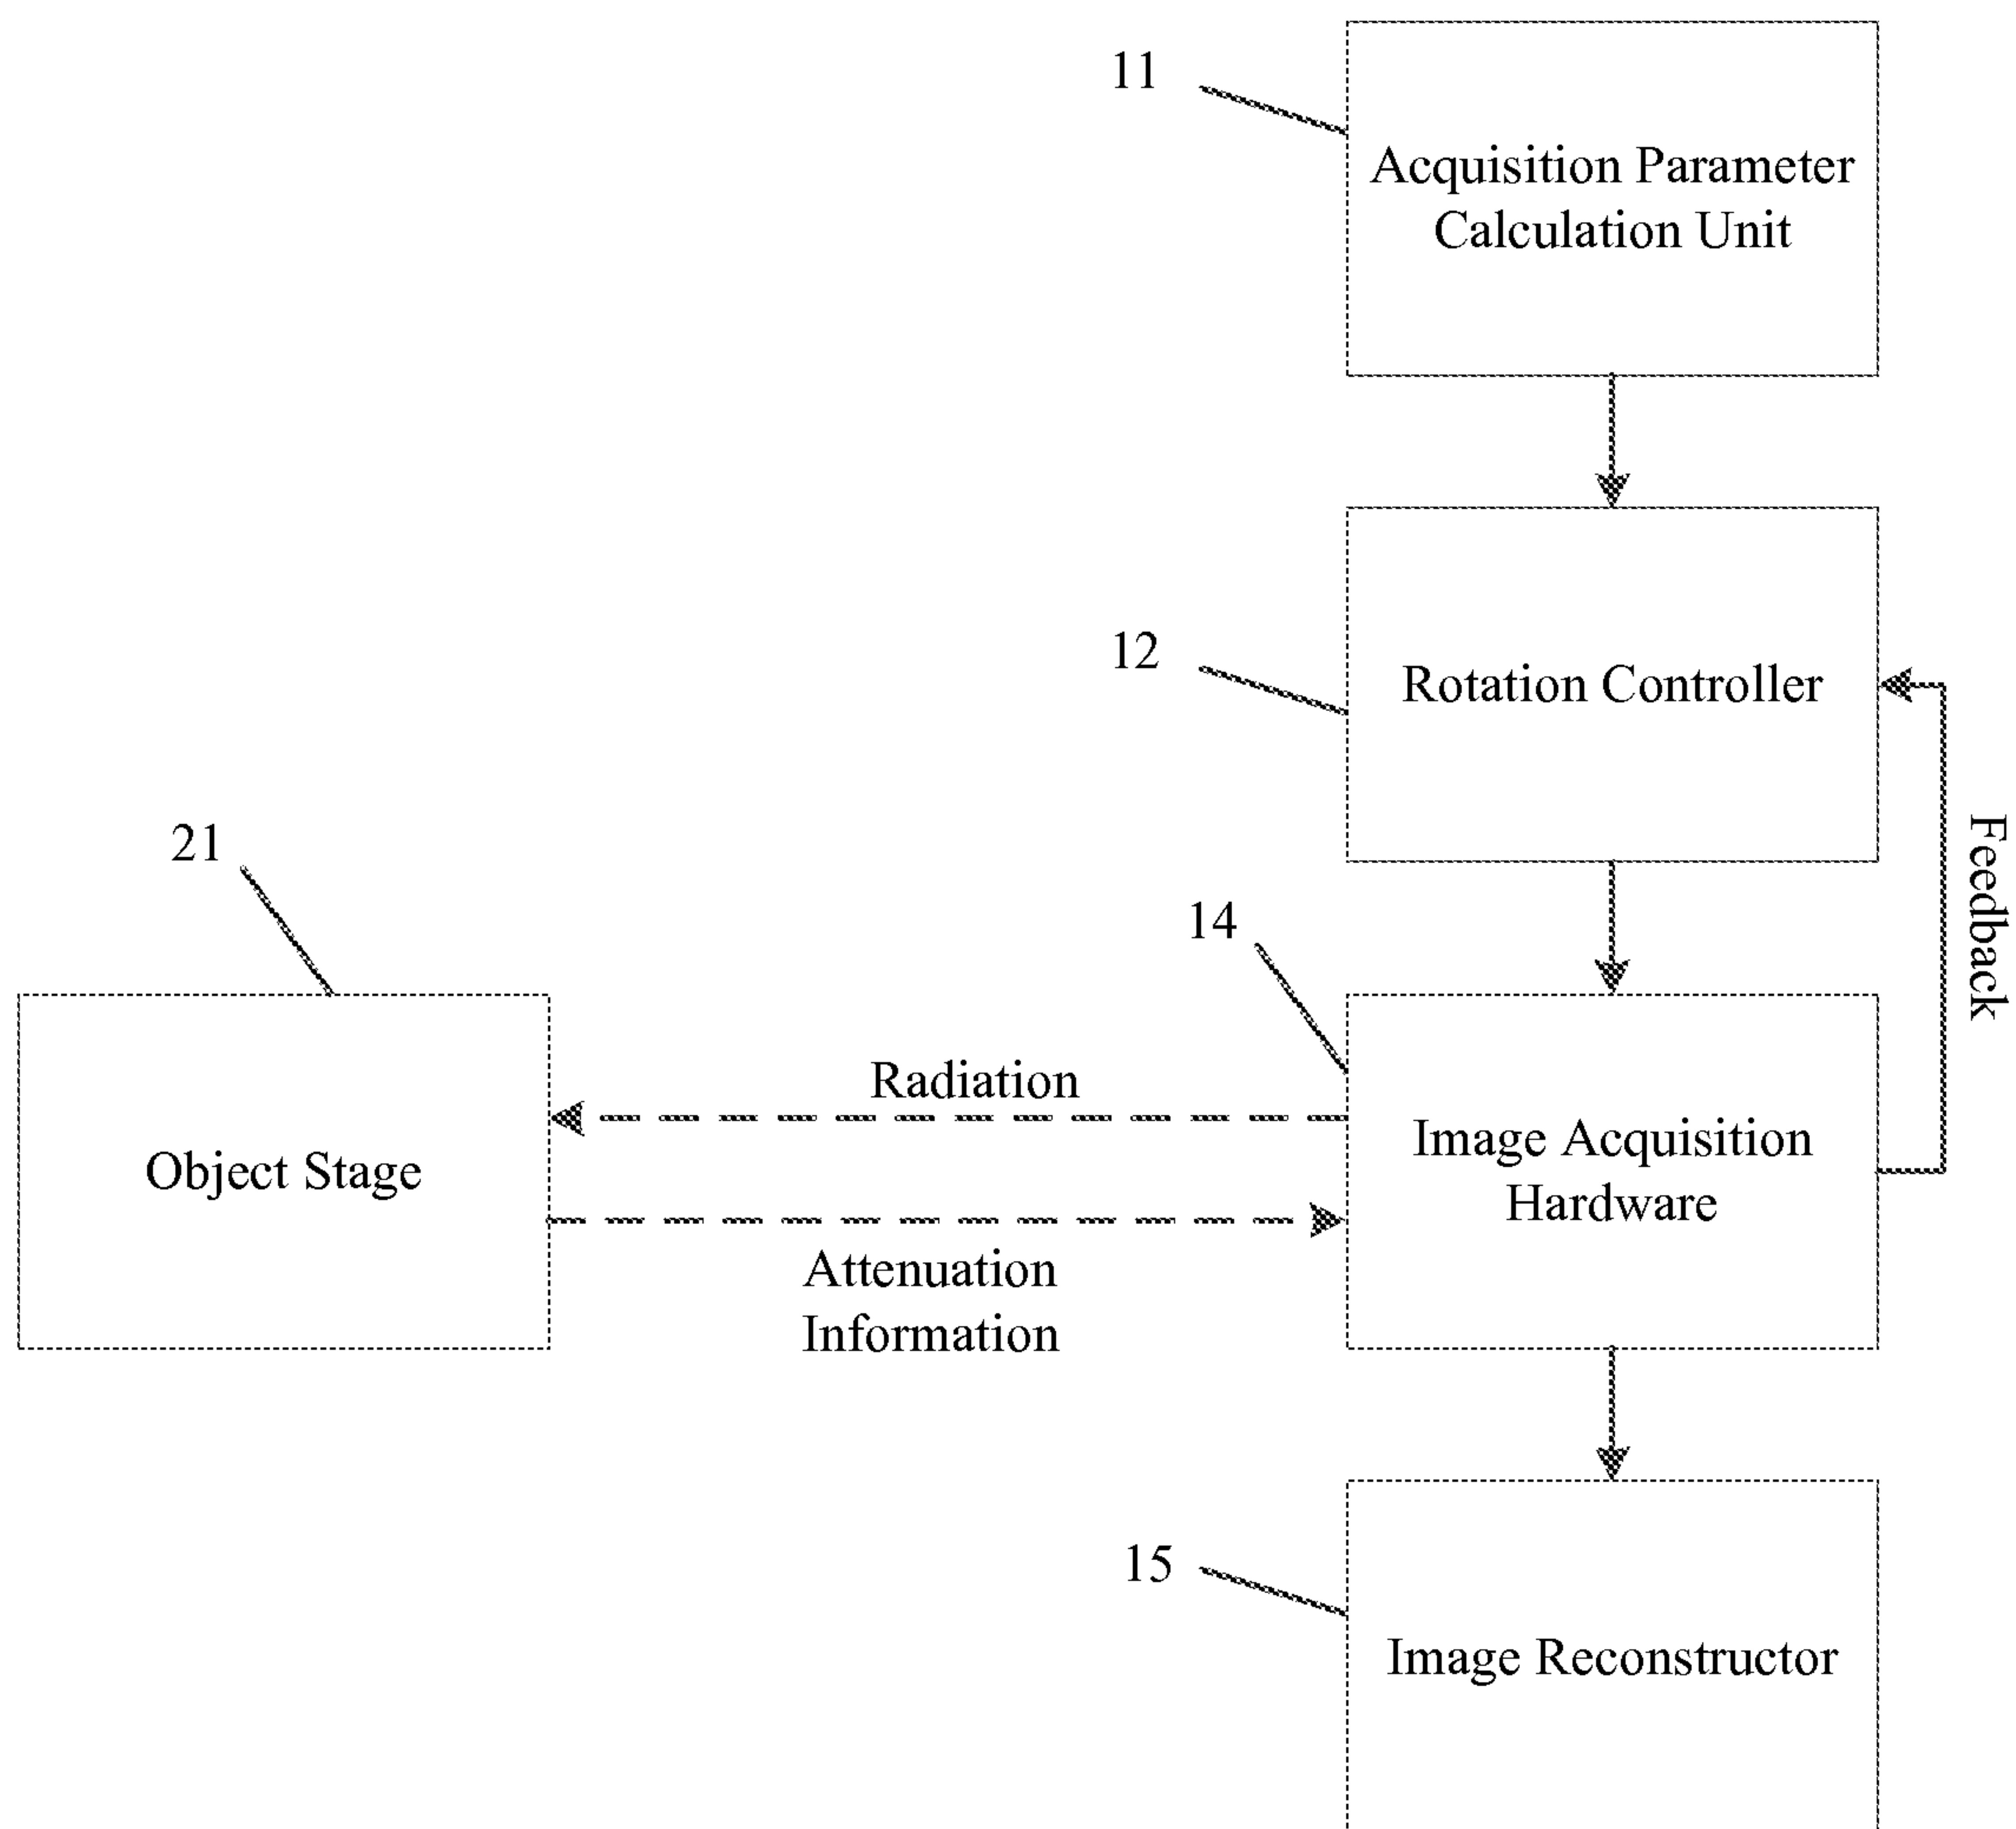 11
Acquisition Parameter
Calculation Unit
12
Rotation Controller
Feedback
21
14
Object Stage
Radiation
Attenuation
Information
Image Acquisition
Hardware
15
Image Reconstructor